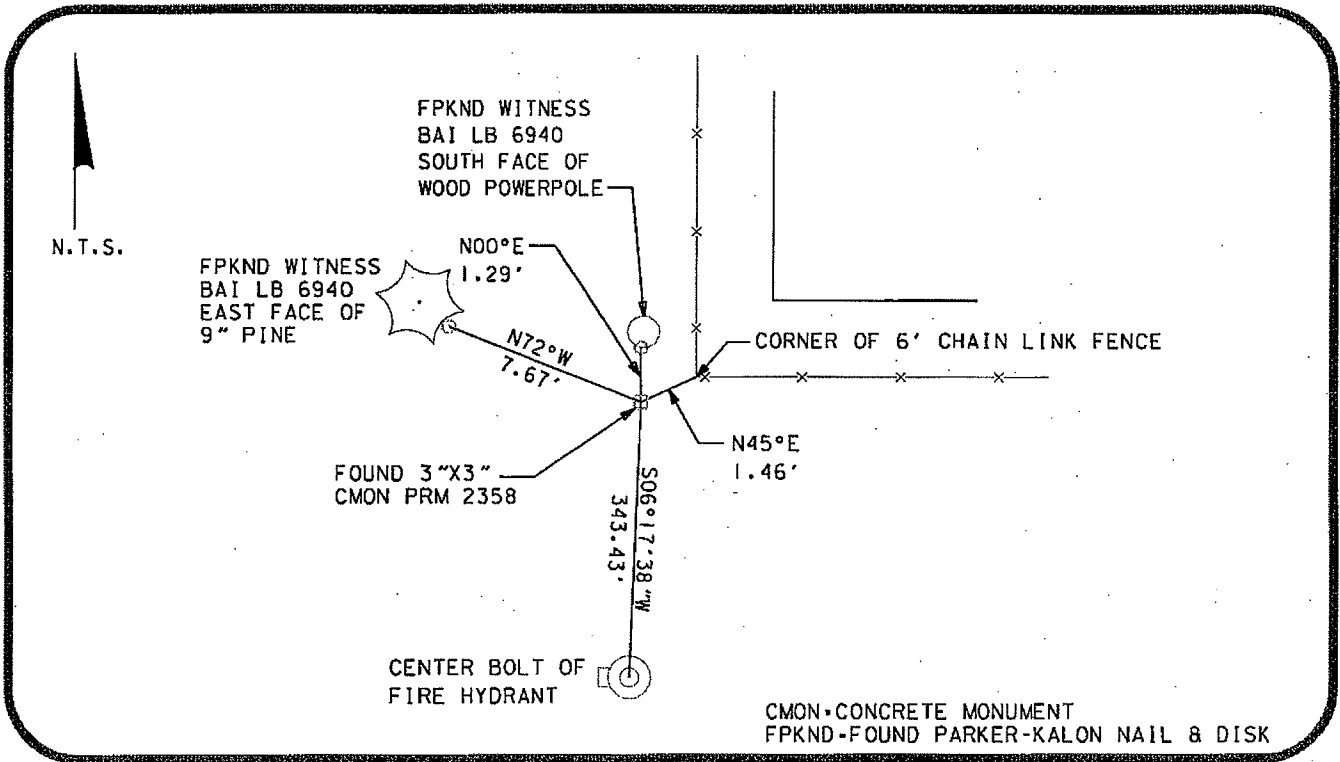 FPKND WITNESS
BAI LB 6940
SOUTH FACE OF
WOOD POWERPOLE
N.T.S.
N00°E
1.29'
FPKND WITNESS
BAI LB 6940
EAST FACE OF
9" PINE
N72°W
7.67'
CORNER OF 6' CHAIN LINK FENCE
N45°E
1.46'
FOUND 3"X3"
CMON PRM 2358
S06°17'38"W
343.43'
CENTER BOLT OF
FIRE HYDRANT
CMON=CONCRETE MONUMENT
FPKND=FOUND PARKER-KALON NAIL & DISK